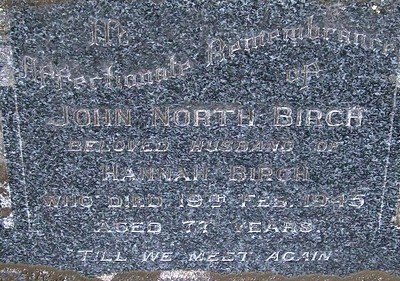 In
Affectionate Remembrance
of
JOHN NORTH BIRCH
BELOVED HUSBAND OF
HANNAH BIRCH
WHO DIED 19TH FEB. 1945
AGED 77 YEARS.
TILL WE MEET AGAIN